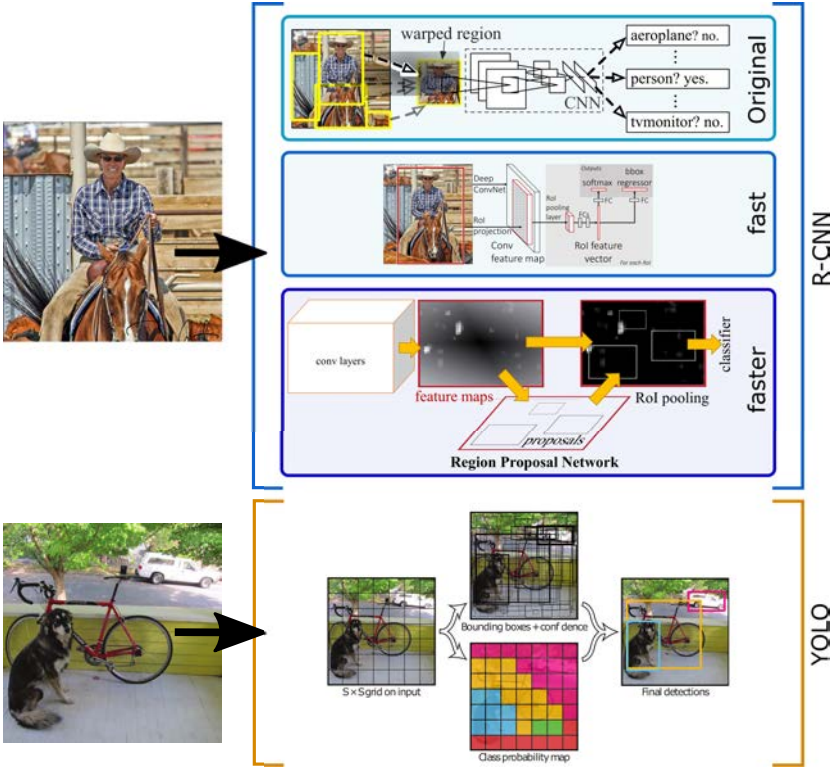 warped region
CNN
aeroplane? no.
⋮
person? yes.
⋮
tvmonitor? no.
Original
Deep
ConvNet
RoI
projection
Conv
feature map
RoI
pooling
layer
FCs
RoI feature
vector
Outputs
softmax
bbox
regressor
FC
FC
For each RoI
fast
conv layers
feature maps
proposals
Region Proposal Network
RoI pooling
classifier
faster
R-CNN
S × S grid on input
Bounding boxes + conf dence
Class probability map
Final detections
YOLO